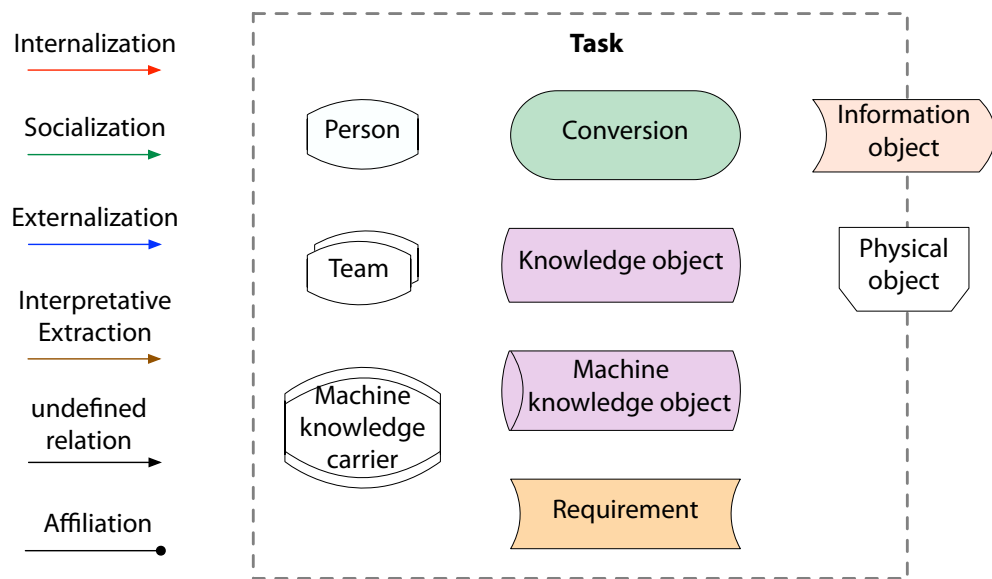 Internalization
Socialization
Externalization
Interpretative
Extraction
undefined
relation
Affiliation
Task
Person
Team
Machine
knowledge
carrier
Conversion
Knowledge object
Machine
knowledge object
Requirement
Information
object
Physical
object